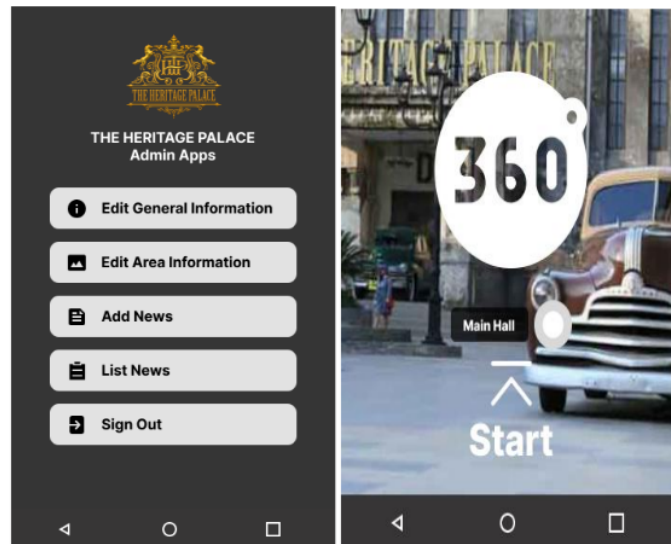 THE HERITAGE PALACE
THE HERITAGE PALACE
Admin Apps
Edit General Information
Edit Area Information
Add News
List News
Sign Out
ERITAGE PALACE
360°
Main Hall
Start